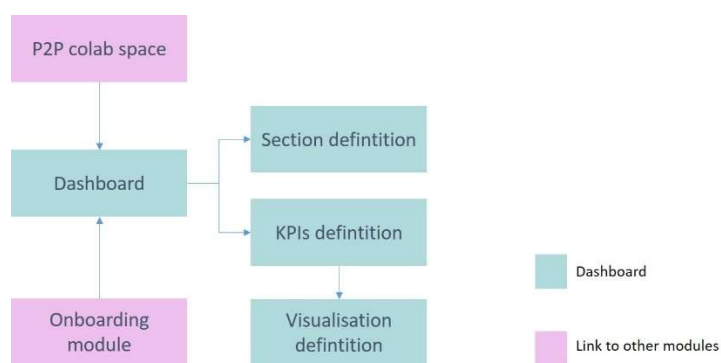 P2P colab space
Section defintition
Dashboard
KPIs defintition
Onboarding
module
Visualisation
defintition
Dashboard
Link to other modules